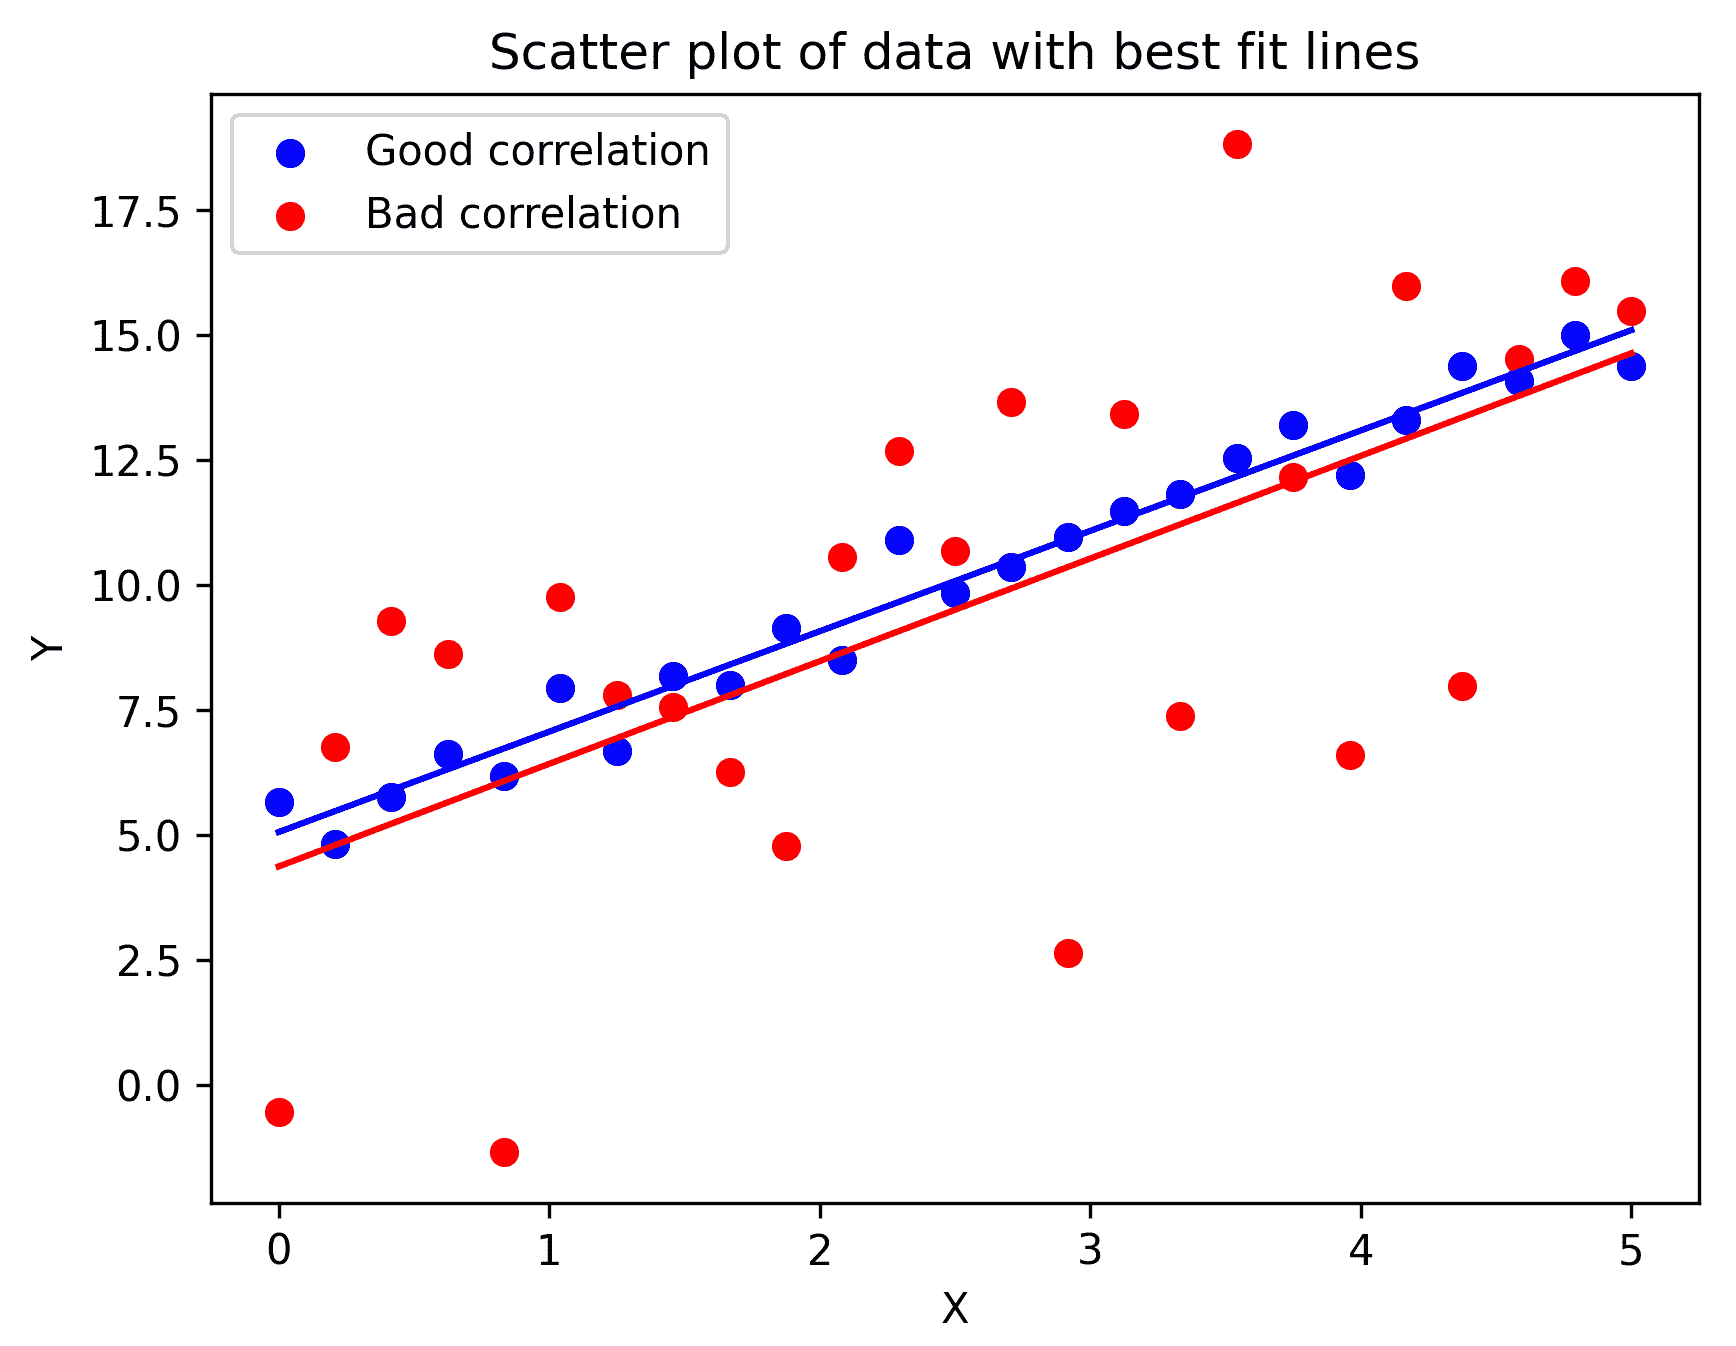 Scatter plot of data with best fit lines
Good correlation
Bad correlation
17.5
15.0
12.5
10.0
7.5
5.0
2.5
0.0
Y
0 1 2 3 4 5
X